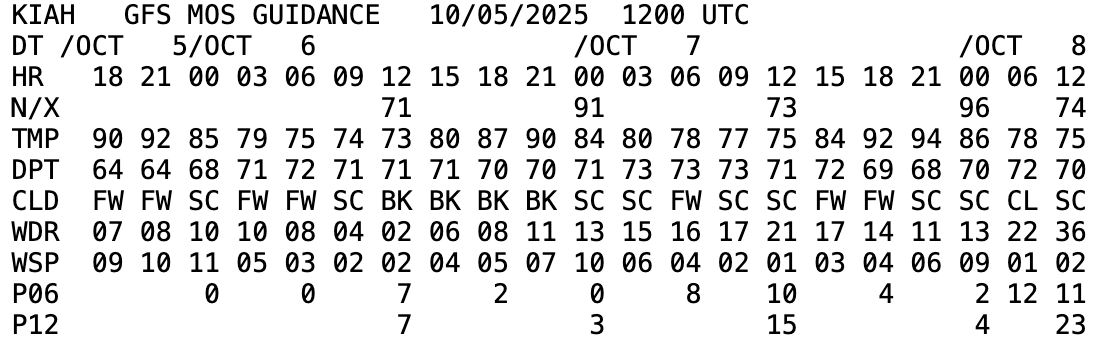 KIAH   GFS MOS GUIDANCE   10/05/2025  1200 UTC
DT /OCT   5/OCT   6                /OCT   7                /OCT   8
HR   18 21 00 03 06 09 12 15 18 21 00 03 06 09 12 15 18 21 00 06 12
N/X                    71          91          73          96    74
TMP  90 92 85 79 75 74 73 80 87 90 84 80 78 77 75 84 92 94 86 78 75
DPT  64 64 68 71 72 71 71 71 70 70 71 73 73 73 71 72 69 68 70 72 70
CLD  FW FW SC FW FW SC BK BK BK BK SC SC FW SC SC FW FW SC SC CL SC
WDR  07 08 10 10 08 04 02 06 08 11 13 15 16 17 21 17 14 11 13 22 36
WSP  09 10 11 05 03 02 02 04 05 07 10 06 04 02 01 03 04 06 09 01 02
P06         0     0     7     2     0     8    10     4     2 12 11
P12                     7           3          15           4    23